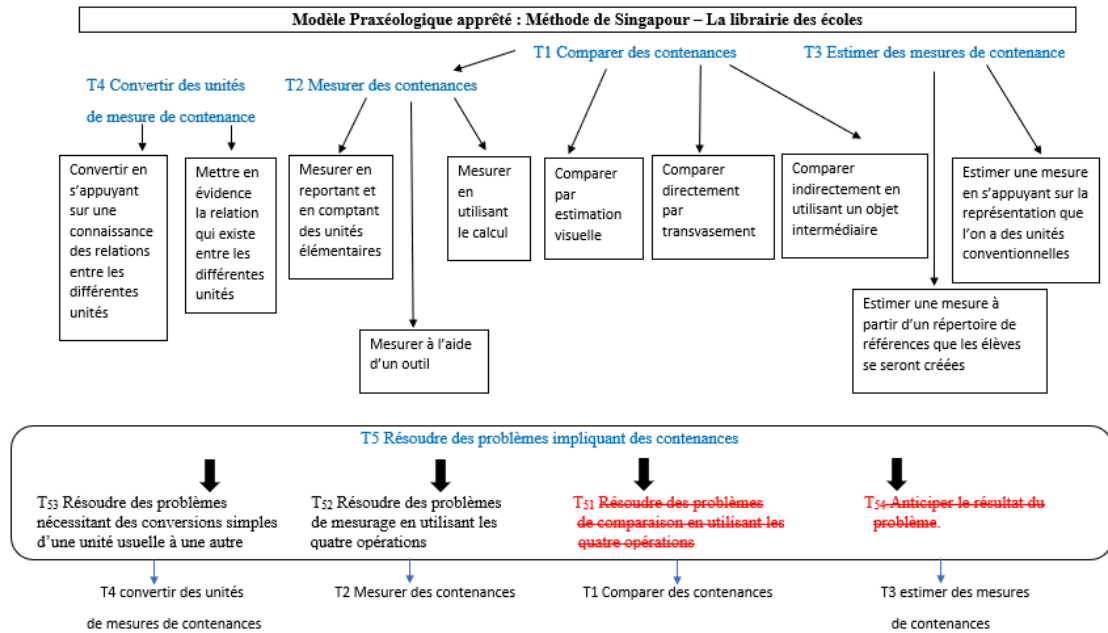 Modèle Praxéologique apprêté : Méthode de Singapour – La librairie des écoles
T1 Comparer des contenances
T3 Estimer des mesures de contenance
T4 Convertir des unités
de mesure de contenance
T2 Mesurer des contenances
Convertir en
s'appuyant
sur une
connaissance
des relations
entre les
différentes
unités
Mettre en
évidence
la relation
qui existe
entre les
différentes
unités
Mesurer en
reportant et
en comptant
des unités
élémentaires
Mesurer
en
utilisant
le calcul
Comparer
par
estimation
visuelle
Comparer
directement
par
transvasement
Comparer
indirectement en
utilisant un objet
intermédiaire
Estimer une mesure
en s'appuyant sur la
représentation que
l'on a des unités
conventionnelles
Mesurer à l'aide
d'un outil
Estimer une mesure à
partir d'un répertoire de
références que les élèves
se seront créées
T5 Résoudre des problèmes impliquant des contenances
T53 Résoudre des problèmes
nécessitant des conversions simples
d'une unité usuelle à une autre
T52 Résoudre des problèmes
de mesurage en utilisant les
quatre opérations
T51 Résoudre des problèmes
de comparaison en utilisant les
quatre opérations
T54 Anticiper le résultat du
problème.
T4 convertir des unités
de mesures de contenances
T2 Mesurer des contenances
T1 Comparer des contenances
T3 estimer des mesures
de contenances